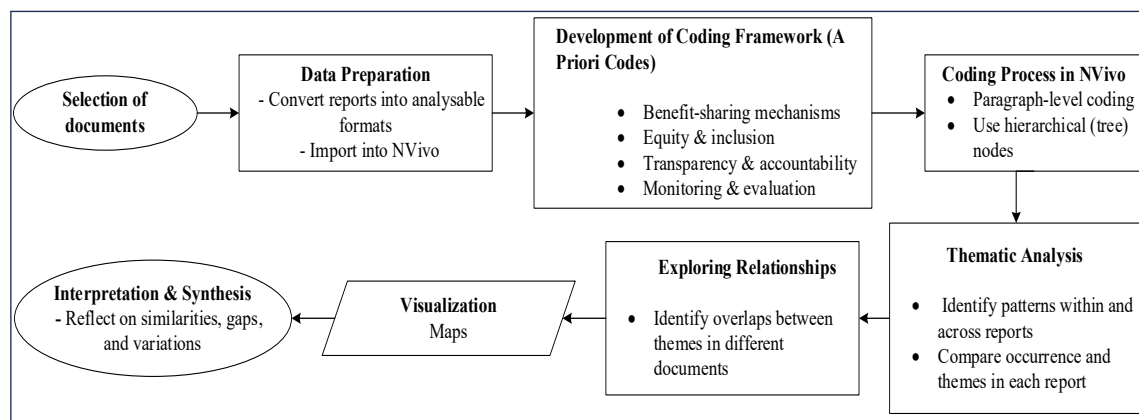 Selection of
documents
Data Preparation
- Convert reports into analysable
formats
- Import into NVivo
Development of Coding Framework (A
Priori Codes)
• Benefit-sharing mechanisms
• Equity & inclusion
• Transparency & accountability
• Monitoring & evaluation
Coding Process in NVivo
• Paragraph-level coding
• Use hierarchical (tree)
nodes
Thematic Analysis
• Identify patterns within and
across reports
• Compare occurrence and
themes in each report
Exploring Relationships
• Identify overlaps between
themes in different
documents
Visualization
Maps
Interpretation & Synthesis
- Reflect on similarities, gaps,
and variations